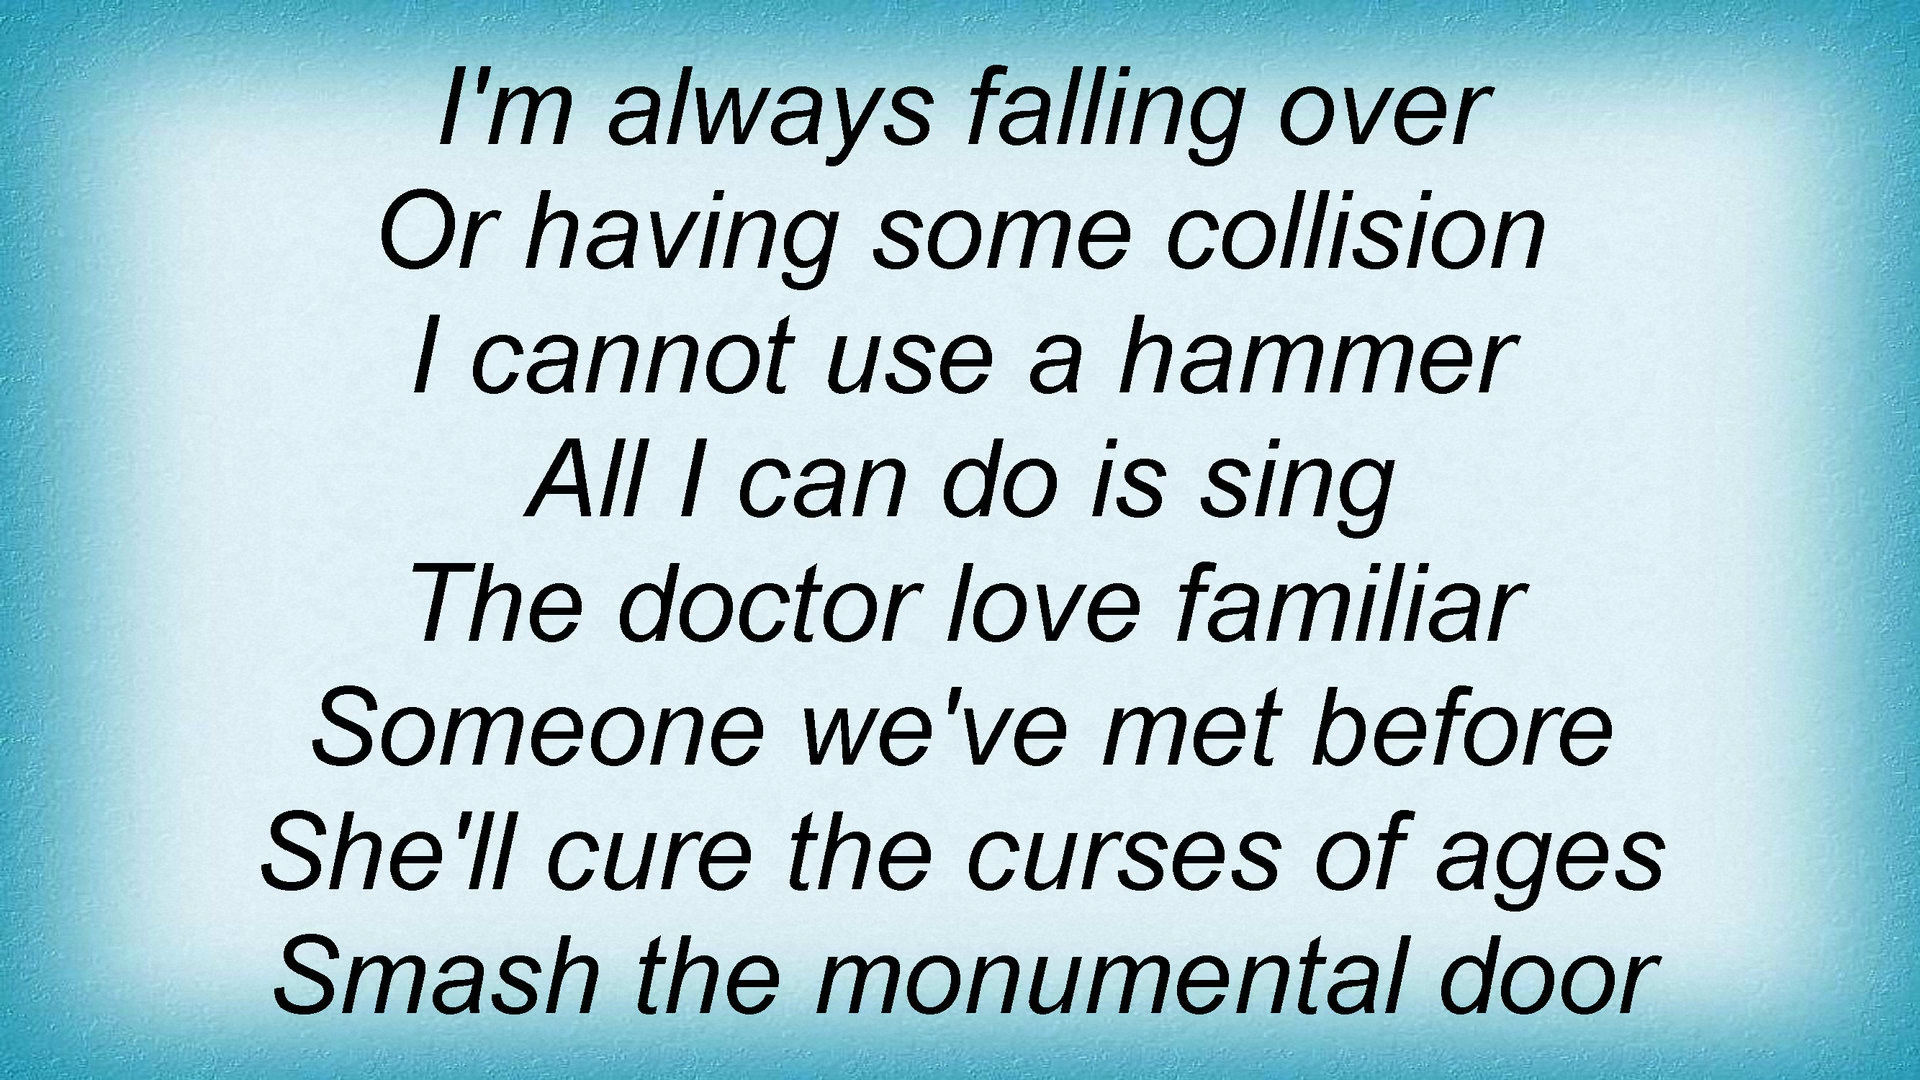 I'm always falling over
Or having some collision
I cannot use a hammer
All I can do is sing
The doctor love familiar
Someone we've met before
She'll cure the curses of ages
Smash the monumental door